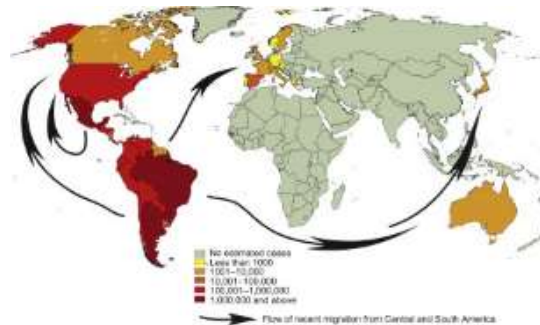 No estimated cases
Less than 1000
1001–10,000
10,001–100,000
100,001–1,000,000
1,000,000 and above
Flow of recent migration from Central and South America